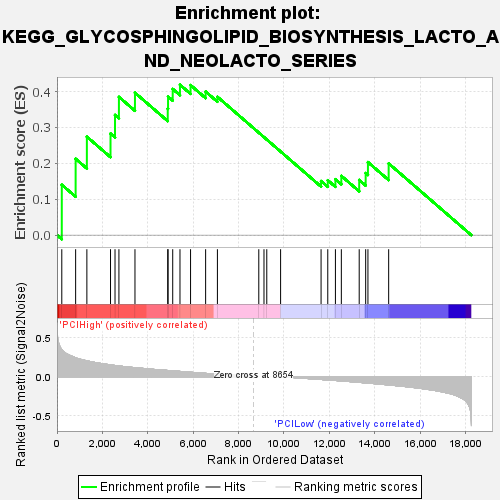 Enrichment plot:
KEGG_GLYCOSPHINGOLIPID_BIOSYNTHESIS_LACTO_A
ND_NEOLACTO_SERIES
Enrichment score (ES)
0.4
0.3
0.2
0.1
0.0
'PCIHigh' (positively correlated)
Ranked list metric (Signal2Noise)
0.5
0.0
-0.5
Zero cross at 8654
'PCILow' (negatively correlated)
0 2,000 4,000 6,000 8,000 10,000 12,000 14,000 16,000 18,000
Rank in Ordered Dataset
Enrichment profile Hits Ranking metric scores